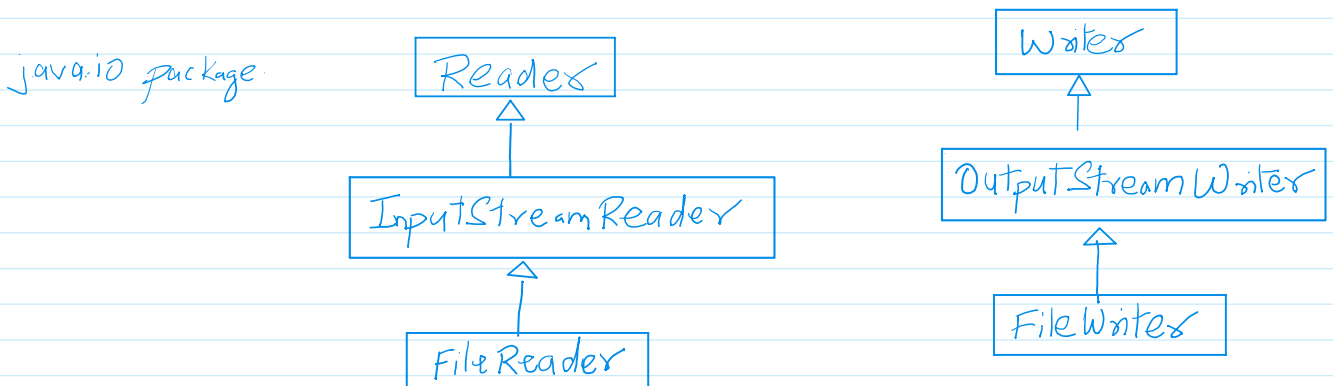 java.io package
Reader
Writer
InputStreamReader
OutputStreamWriter
FileReader
FileWriter